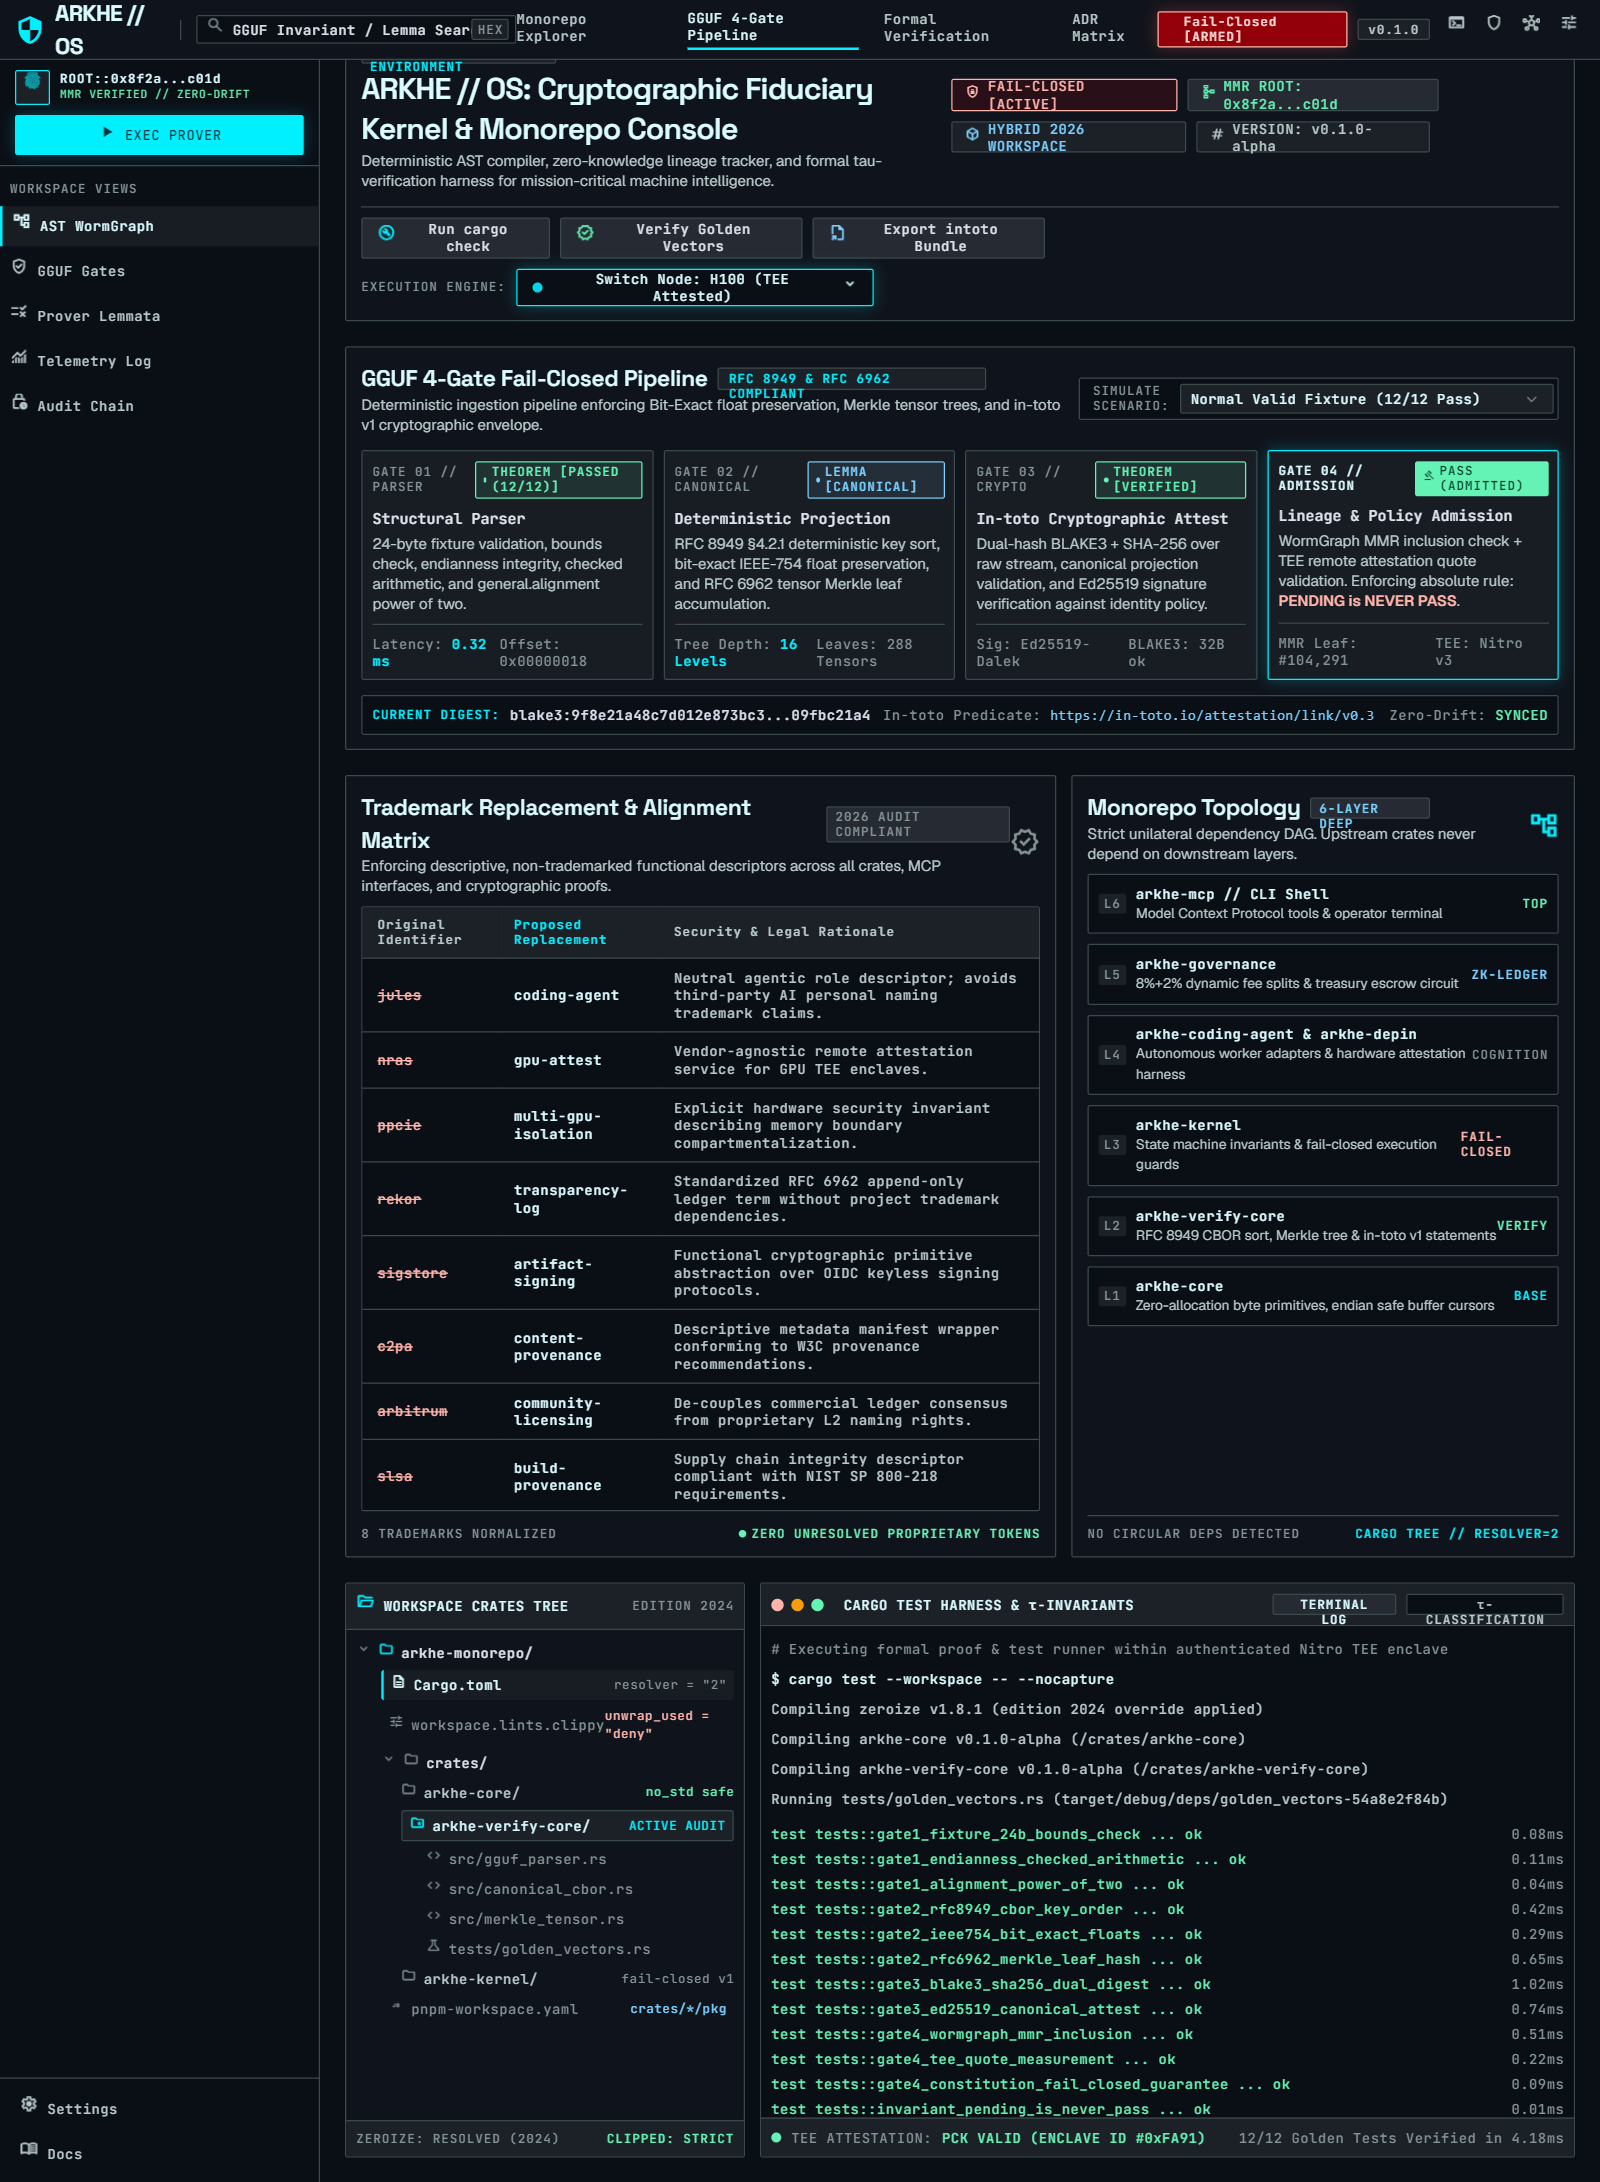 ARKHE //
OS
GGUF Invariant / Lemma Sear
HEX
Monorepo
Explorer
GGUF 4-Gate
Pipeline
Formal
Verification
ADR
Matrix
Fail-Closed
[ARMED]
v0.1.0
ROOT::0x8f2a...c01d
MMR VERIFIED // ZERO-DRIFT
EXEC PROVER
WORKSPACE VIEWS
AST WormGraph
GGUF Gates
Prover Lemmata
Telemetry Log
Audit Chain
Settings
Docs
ENVIRONMENT
ARKHE // OS: Cryptographic Fiduciary
Kernel & Monorepo Console
Deterministic AST compiler, zero-knowledge lineage tracker, and formal tau-
verification harness for mission-critical machine intelligence.
FAIL-CLOSED
[ACTIVE]
MMR ROOT:
0x8f2a...c01d
HYBRID 2026
WORKSPACE
VERSION: v0.1.0-
alpha
Run cargo
check
Verify Golden
Vectors
Export intoto
Bundle
EXECUTION ENGINE:
Switch Node: H100 (TEE
Attested)
GGUF 4-Gate Fail-Closed Pipeline
RFC 8949 & RFC 6962
COMPLIANT
Deterministic ingestion pipeline enforcing Bit-Exact float preservation, Merkle tensor trees, and in-toto
v1 cryptographic envelope.
SIMULATE
SCENARIO:
Normal Valid Fixture (12/12 Pass)
GATE 01 //
PARSER
THEOREM [PASSED
(12/12)]
Structural Parser
24-byte fixture validation, bounds
check, endianness integrity, checked
arithmetic, and general.alignment
power of two.
Latency: 0.32
ms
Offset:
0x00000018
GATE 02 //
CANONICAL
LEMMA
[CANONICAL]
Deterministic Projection
RFC 8949 §4.2.1 deterministic key sort,
bit-exact IEEE-754 float preservation,
and RFC 6962 tensor Merkle leaf
accumulation.
Tree Depth: 16
Levels
Leaves: 288
Tensors
GATE 03 //
CRYPTO
THEOREM
[VERIFIED]
In-toto Cryptographic Attest
Dual-hash BLAKE3 + SHA-256 over
raw stream, canonical projection
validation, and Ed25519 signature
verification against identity policy.
Sig: Ed25519-
Dalek
BLAKE3: 32B
ok
GATE 04 //
ADMISSION
PASS
(ADMITTED)
Lineage & Policy Admission
WormGraph MMR inclusion check +
TEE remote attestation quote
validation. Enforcing absolute rule:
PENDING is NEVER PASS.
MMR Leaf:
#104,291
TEE: Nitro
v3
CURRENT DIGEST: blake3:9f8e21a48c7d012e873bc3...09fbc21a4 In-toto Predicate: https://in-toto.io/attestation/link/v0.3 Zero-Drift: SYNCED
Trademark Replacement & Alignment
Matrix
2026 AUDIT
COMPLIANT
Enforcing descriptive, non-trademarked functional descriptors across all crates, MCP
interfaces, and cryptographic proofs.
Original
Identifier
Proposed
Replacement
Security & Legal Rationale
jules
coding-agent
Neutral agentic role descriptor; avoids
third-party AI personal naming
trademark claims.
nras
gpu-attest
Vendor-agnostic remote attestation
service for GPU TEE enclaves.
ppcie
multi-gpu-
isolation
Explicit hardware security invariant
describing memory boundary
compartmentalization.
rekor
transparency-
log
Standardized RFC 6962 append-only
ledger term without project trademark
dependencies.
sigstore
artifact-
signing
Functional cryptographic primitive
abstraction over OIDC keyless signing
protocols.
c2pa
content-
provenance
Descriptive metadata manifest wrapper
conforming to W3C provenance
recommendations.
arbitrum
community-
licensing
De-couples commercial ledger consensus
from proprietary L2 naming rights.
slsa
build-
provenance
Supply chain integrity descriptor
compliant with NIST SP 800-218
requirements.
8 TRADEMARKS NORMALIZED
ZERO UNRESOLVED PROPRIETARY TOKENS
Monorepo Topology
6-LAYER
DEEP
Strict unilateral dependency DAG. Upstream crates never
depend on downstream layers.
L6
arkhe-mcp // CLI Shell
Model Context Protocol tools & operator terminal
TOP
L5
arkhe-governance
8%+2% dynamic fee splits & treasury escrow circuit
ZK-LEDGER
L4
arkhe-coding-agent & arkhe-depin
Autonomous worker adapters & hardware attestation
harness
COGNITION
L3
arkhe-kernel
State machine invariants & fail-closed execution
guards
FAIL-
CLOSED
L2
arkhe-verify-core
RFC 8949 CBOR sort, Merkle tree & in-toto v1 statements
VERIFY
L1
arkhe-core
Zero-allocation byte primitives, endian safe buffer cursors
BASE
NO CIRCULAR DEPS DETECTED
CARGO TREE // RESOLVER=2
WORKSPACE CRATES TREE
EDITION 2024
arkhe-monorepo/
Cargo.toml
resolver = "2"
workspace.lints.clippy
unwrap_used =
"deny"
crates/
arkhe-core/
no_std safe
arkhe-verify-core/
ACTIVE AUDIT
src/gguf_parser.rs
src/canonical_cbor.rs
src/merkle_tensor.rs
tests/golden_vectors.rs
arkhe-kernel/
fail-closed v1
pnpm-workspace.yaml
crates/*/pkg
ZEROIZE: RESOLVED (2024)
CLIPPED: STRICT
CARGO TEST HARNESS & τ-INVARIANTS
TERMINAL
LOG
τ-
CLASSIFICATION
# Executing formal proof & test runner within authenticated Nitro TEE enclave
$ cargo test --workspace -- --nocapture
Compiling zeroize v1.8.1 (edition 2024 override applied)
Compiling arkhe-core v0.1.0-alpha (/crates/arkhe-core)
Compiling arkhe-verify-core v0.1.0-alpha (/crates/arkhe-verify-core)
Running tests/golden_vectors.rs (target/debug/deps/golden_vectors-54a8e2f84b)
test tests::gate1_fixture_24b_bounds_check ... ok 0.08ms
test tests::gate1_endianness_checked_arithmetic ... ok 0.11ms
test tests::gate1_alignment_power_of_two ... ok 0.04ms
test tests::gate2_rfc8949_cbor_key_order ... ok 0.42ms
test tests::gate2_ieee754_bit_exact_floats ... ok 0.29ms
test tests::gate2_rfc6962_merkle_leaf_hash ... ok 0.65ms
test tests::gate3_blake3_sha256_dual_digest ... ok 1.02ms
test tests::gate3_ed25519_canonical_attest ... ok 0.74ms
test tests::gate4_wormgraph_mmr_inclusion ... ok 0.51ms
test tests::gate4_tee_quote_measurement ... ok 0.22ms
test tests::gate4_constitution_fail_closed_guarantee ... ok 0.09ms
test tests::invariant_pending_is_never_pass ... ok 0.01ms
TEE ATTESTATION: PCK VALID (ENCLAVE ID #0xFA91)
12/12 Golden Tests Verified in 4.18ms